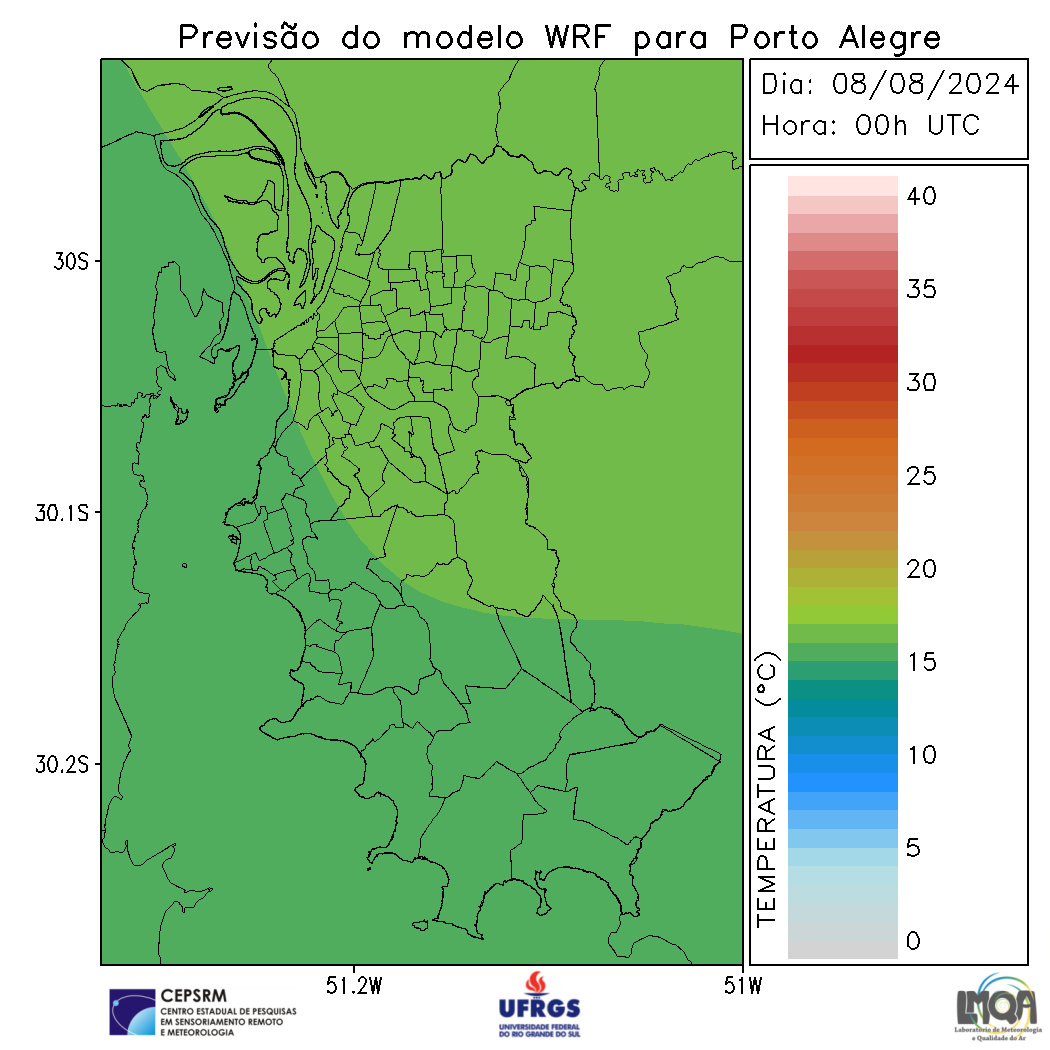 Previsão do modelo WRF para Porto Alegre
Dia: 08/08/2024
Hora: 00h UTC
30S
30.1S
30.2S
51.2W
51W
TEMPERATURA (°C)
40
35
30
25
20
15
10
5
0
CEPSRM
CENTRO ESTADUAL DE PESQUISAS
EM SENSORIAMENTO REMOTO
E METEOROLOGIA
UFRGS
UNIVERSIDADE FEDERAL
DO RIO GRANDE DO SUL
LMQA
Laboratório de Meteorologia
e Qualidade do Ar